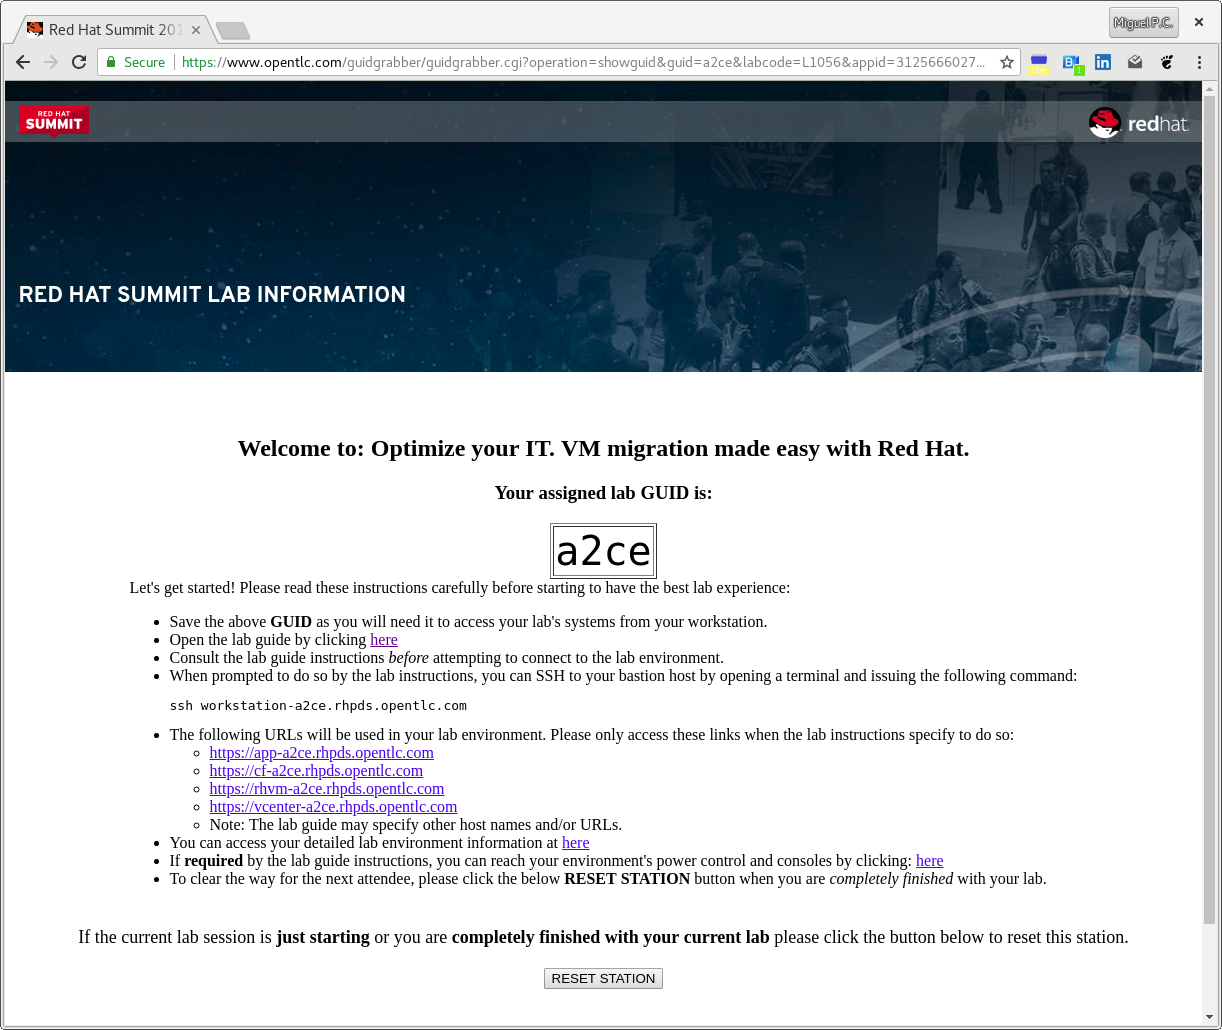 Red Hat Summit 201
Miguel P.C.
Secure
https://www.opentlc.com/guidgrabber/guidgrabber.cgi?operation=showguid&guid=a2ce&labcode=L1056&appid=3125666027...
RED HAT
SUMMIT
redhat.
RED HAT SUMMIT LAB INFORMATION
Welcome to: Optimize your IT. VM migration made easy with Red Hat.
Your assigned lab GUID is:
a2ce
Let's get started! Please read these instructions carefully before starting to have the best lab experience:
• Save the above GUID as you will need it to access your lab's systems from your workstation.
• Open the lab guide by clicking here
• Consult the lab guide instructions before attempting to connect to the lab environment.
• When prompted to do so by the lab instructions, you can SSH to your bastion host by opening a terminal and issuing the following command:
ssh workstation-a2ce.rhpds.opentlc.com
• The following URLs will be used in your lab environment. Please only access these links when the lab instructions specify to do so:
◦ https://app-a2ce.rhpds.opentlc.com
◦ https://cf-a2ce.rhpds.opentlc.com
◦ https://rhvm-a2ce.rhpds.opentlc.com
◦ https://vcenter-a2ce.rhpds.opentlc.com
◦ Note: The lab guide may specify other host names and/or URLs.
• You can access your detailed lab environment information at here
• If required by the lab guide instructions, you can reach your environment's power control and consoles by clicking: here
• To clear the way for the next attendee, please click the below RESET STATION button when you are completely finished with your lab.
If the current lab session is just starting or you are completely finished with your current lab please click the button below to reset this station.
RESET STATION